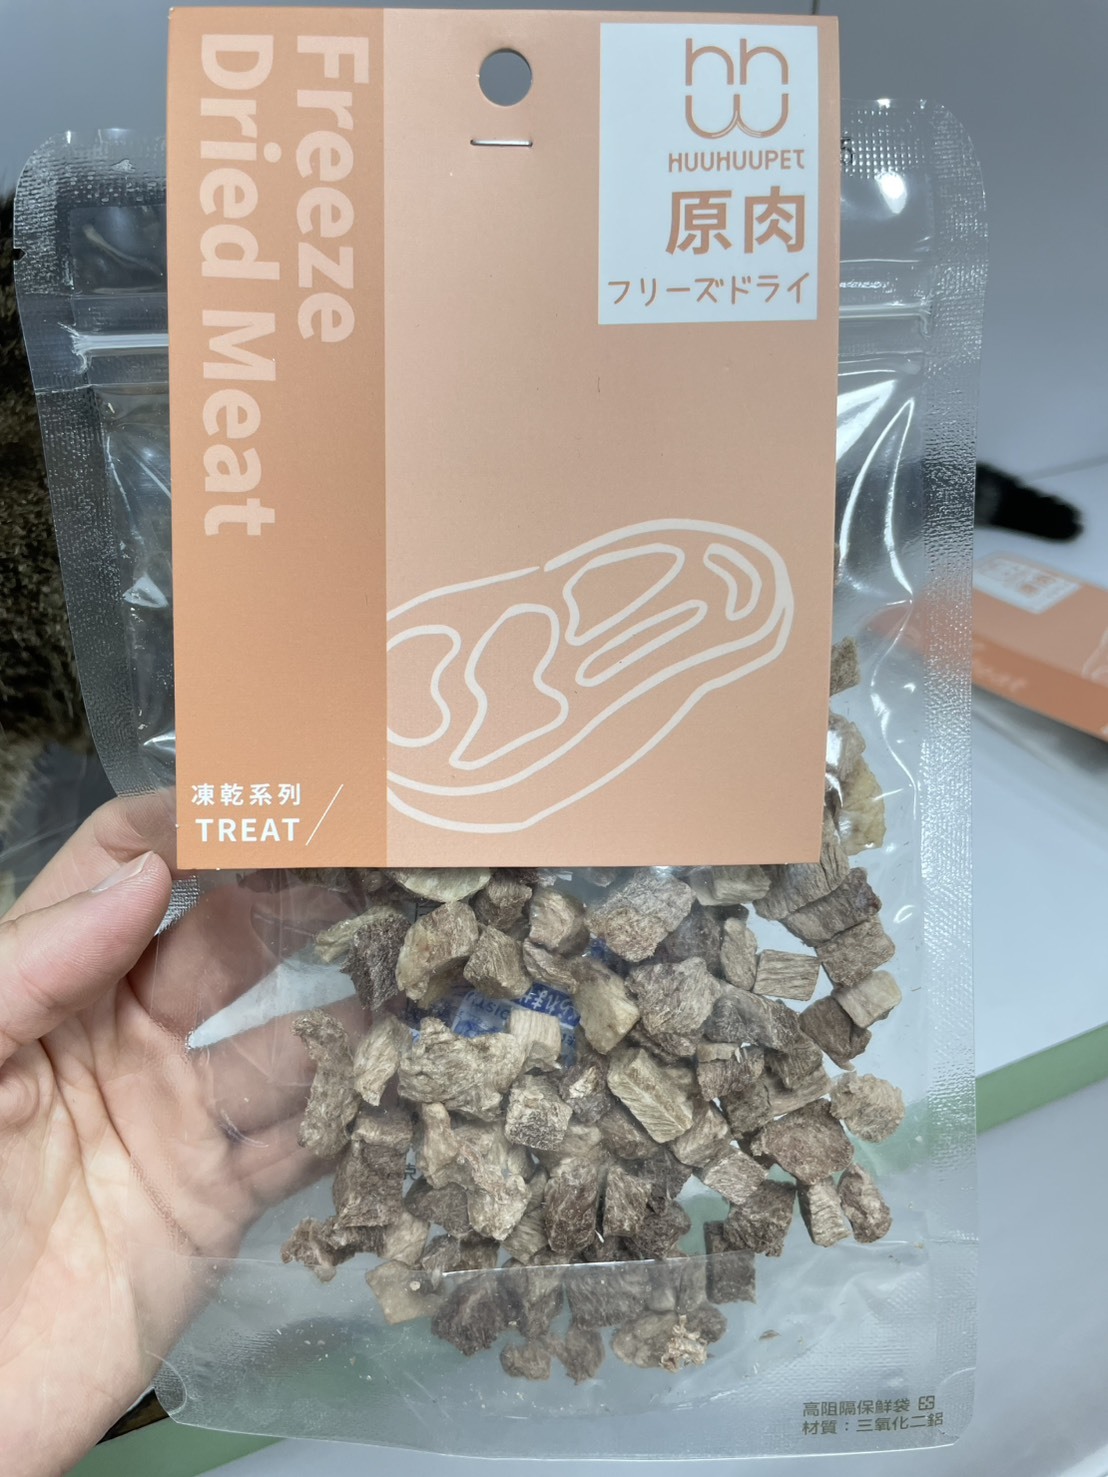 Freeze
Dried Meat
HUUHUUPET
原肉
フリーズドライ
凍乾系列
TREAT
高阻隔保鮮袋
材質：三氧化二鋁